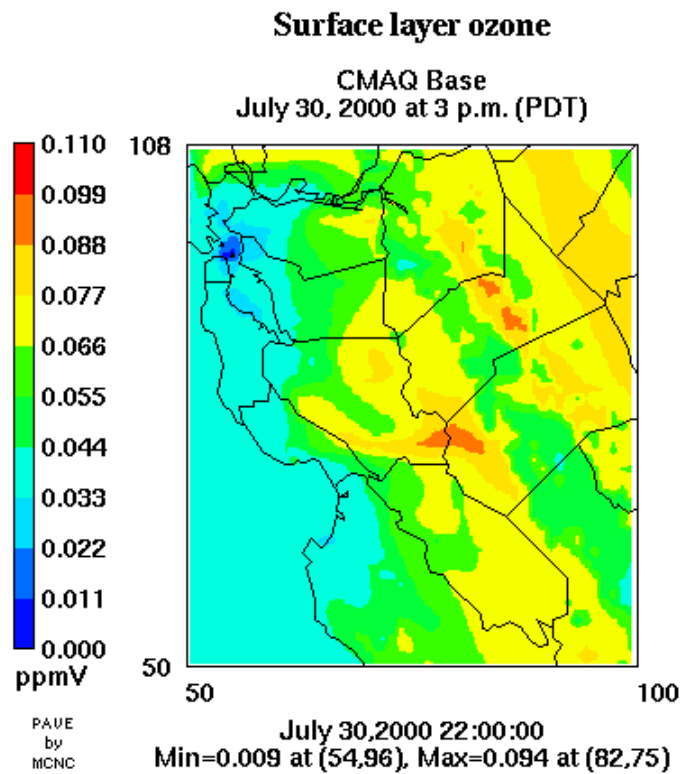 Surface layer ozone
CMAQ Base
July 30, 2000 at 3 p.m. (PDT)
0.110
0.099
0.088
0.077
0.066
0.055
0.044
0.033
0.022
0.011
0.000
ppmV
108
50
50
100
PAVE
by
MCNC
July 30,2000 22:00:00
Min=0.009 at (54,96), Max=0.094 at (82,75)